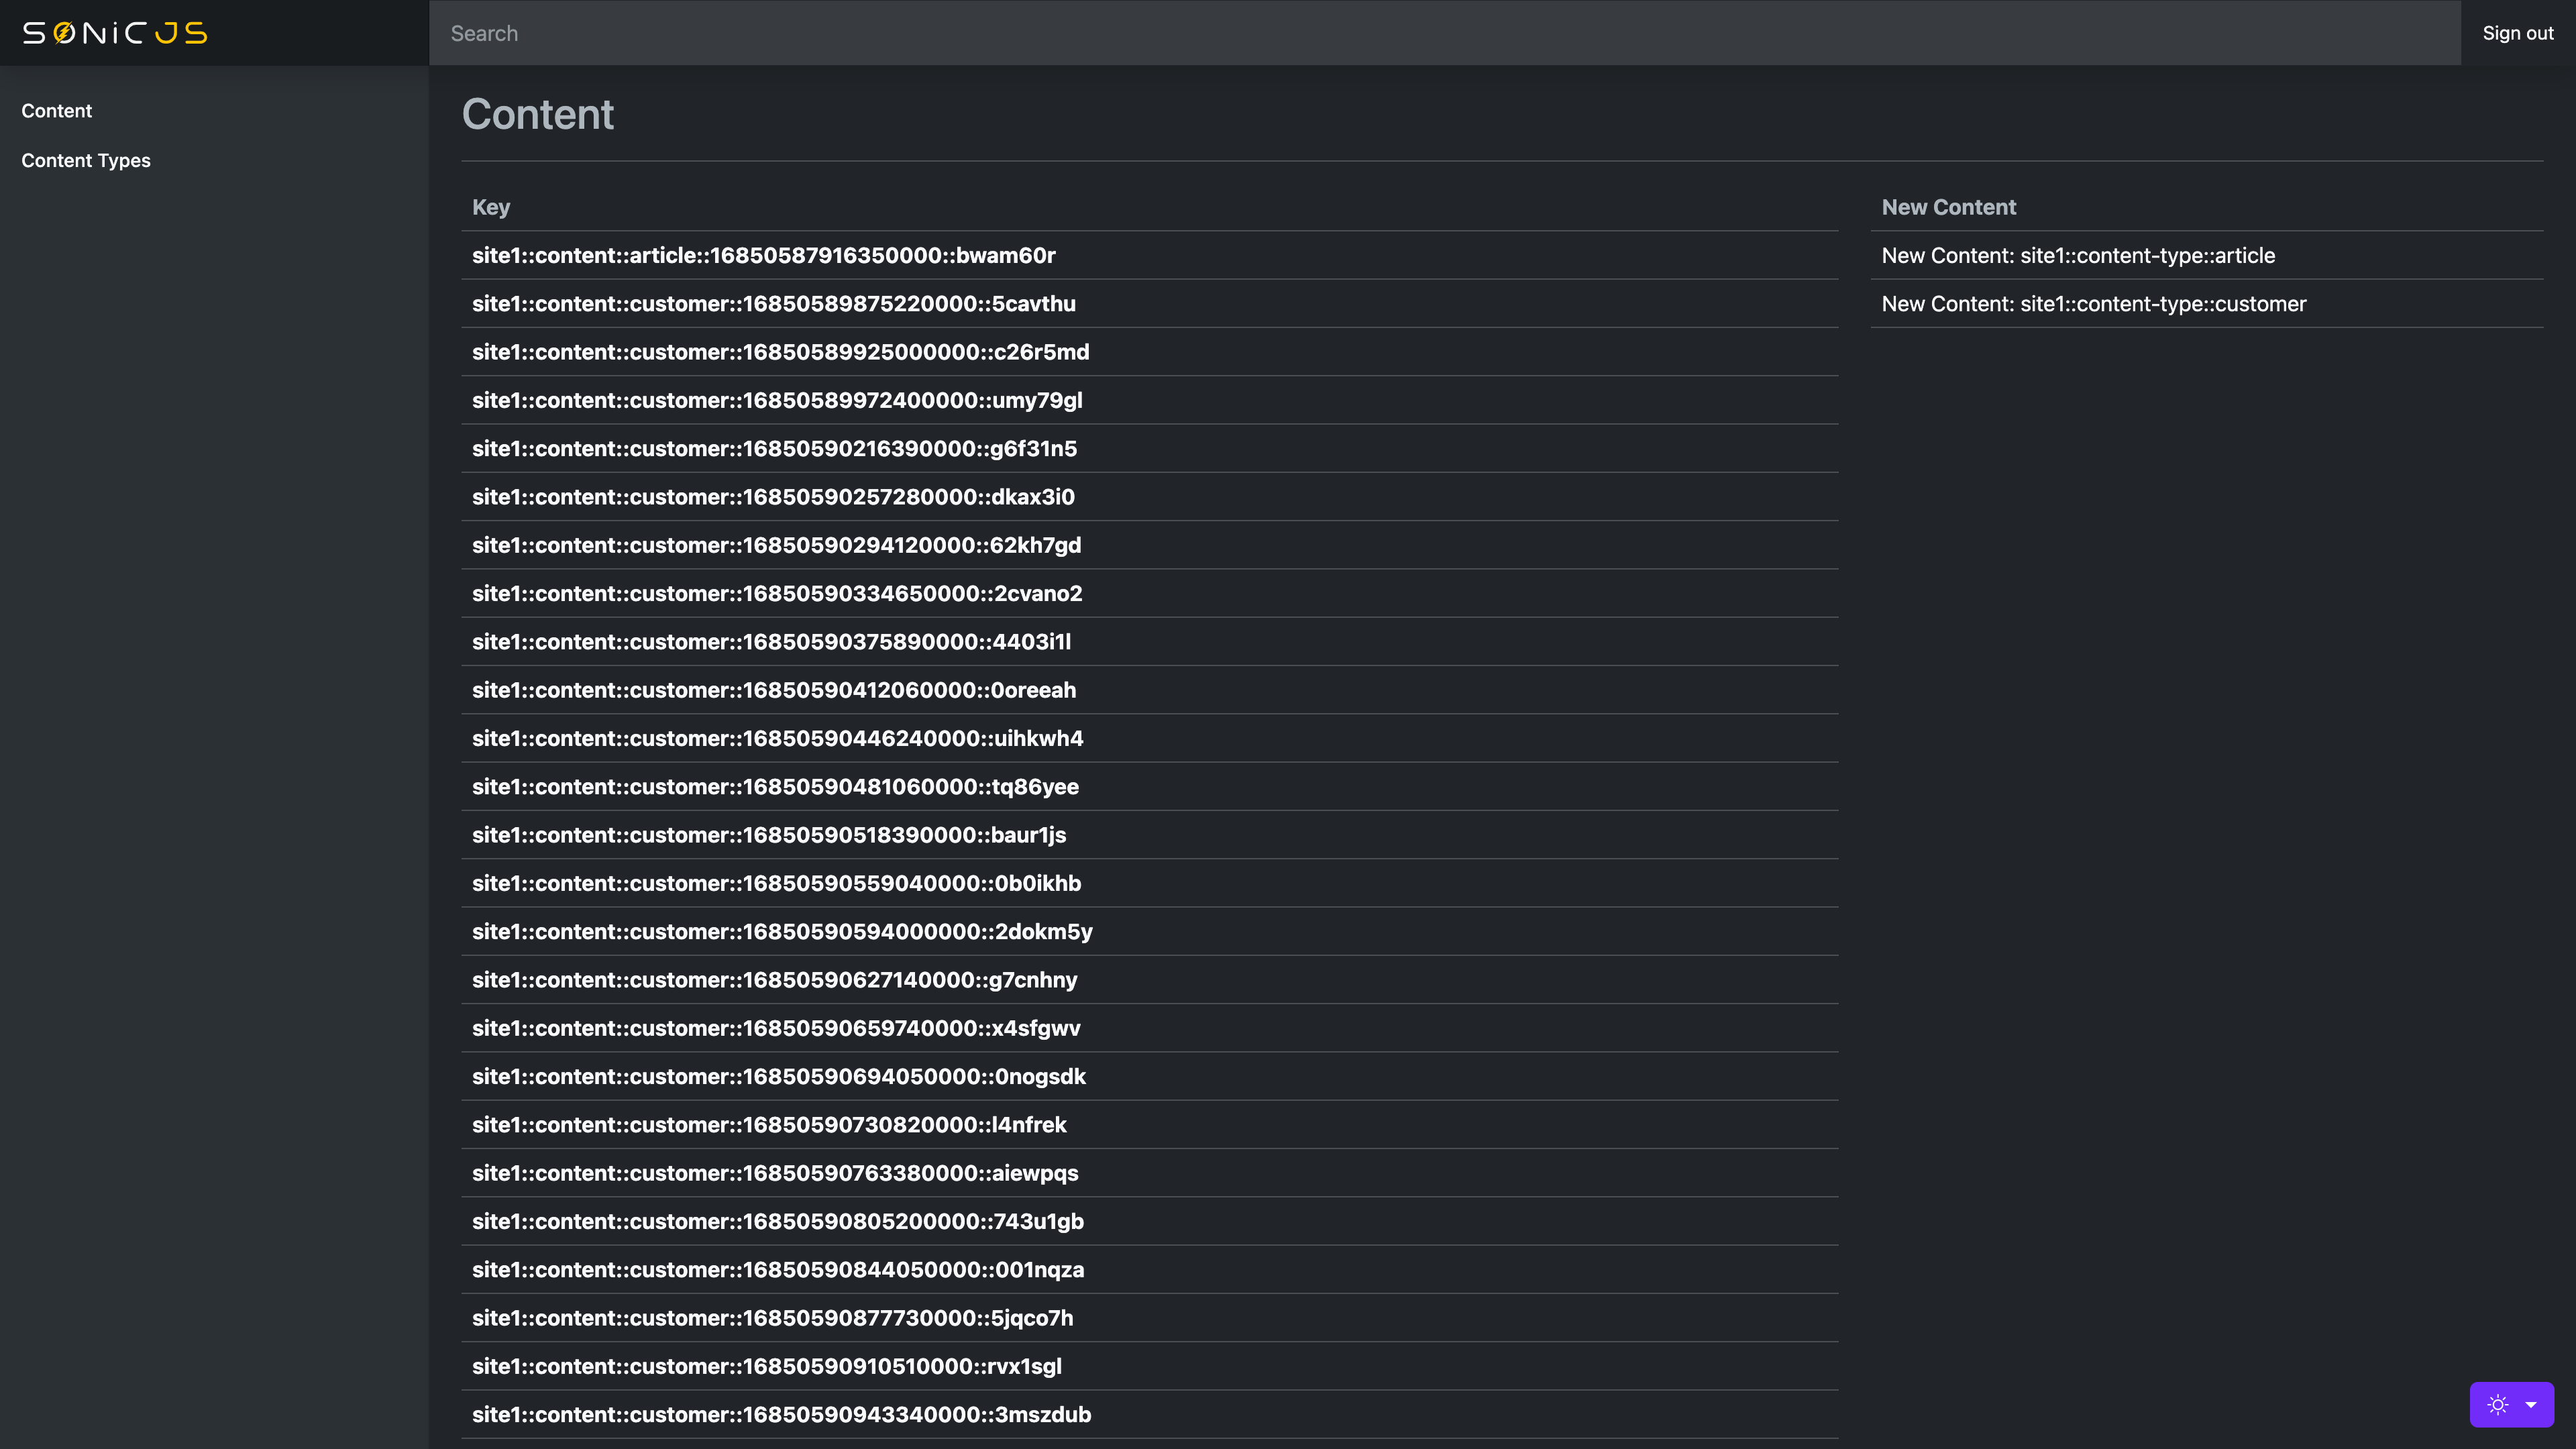 SONiC JS
Search
Sign out
Content
Content Types
Content
Key
site1::content::article::16850587916350000::bwam60r
site1::content::customer::16850589875220000::5cavthu
site1::content::customer::16850589925000000::c26r5md
site1::content::customer::16850589972400000::umy79gl
site1::content::customer::16850590216390000::g6f31n5
site1::content::customer::16850590257280000::dkax3i0
site1::content::customer::16850590294120000::62kh7gd
site1::content::customer::16850590334650000::2cvano2
site1::content::customer::16850590375890000::4403i1l
site1::content::customer::16850590412060000::0oreeah
site1::content::customer::16850590446240000::uihkwh4
site1::content::customer::16850590481060000::tq86yee
site1::content::customer::16850590518390000::baur1js
site1::content::customer::16850590559040000::0b0ikhb
site1::content::customer::16850590594000000::2dokm5y
site1::content::customer::16850590627140000::g7cnhny
site1::content::customer::16850590659740000::x4sfgwv
site1::content::customer::16850590694050000::0nogsdk
site1::content::customer::16850590730820000::l4nfrek
site1::content::customer::16850590763380000::aiewpqs
site1::content::customer::16850590805200000::743u1gb
site1::content::customer::16850590844050000::001nqza
site1::content::customer::16850590877730000::5jqco7h
site1::content::customer::16850590910510000::rvx1sgl
site1::content::customer::16850590943340000::3mszdub
New Content
New Content: site1::content-type::article
New Content: site1::content-type::customer